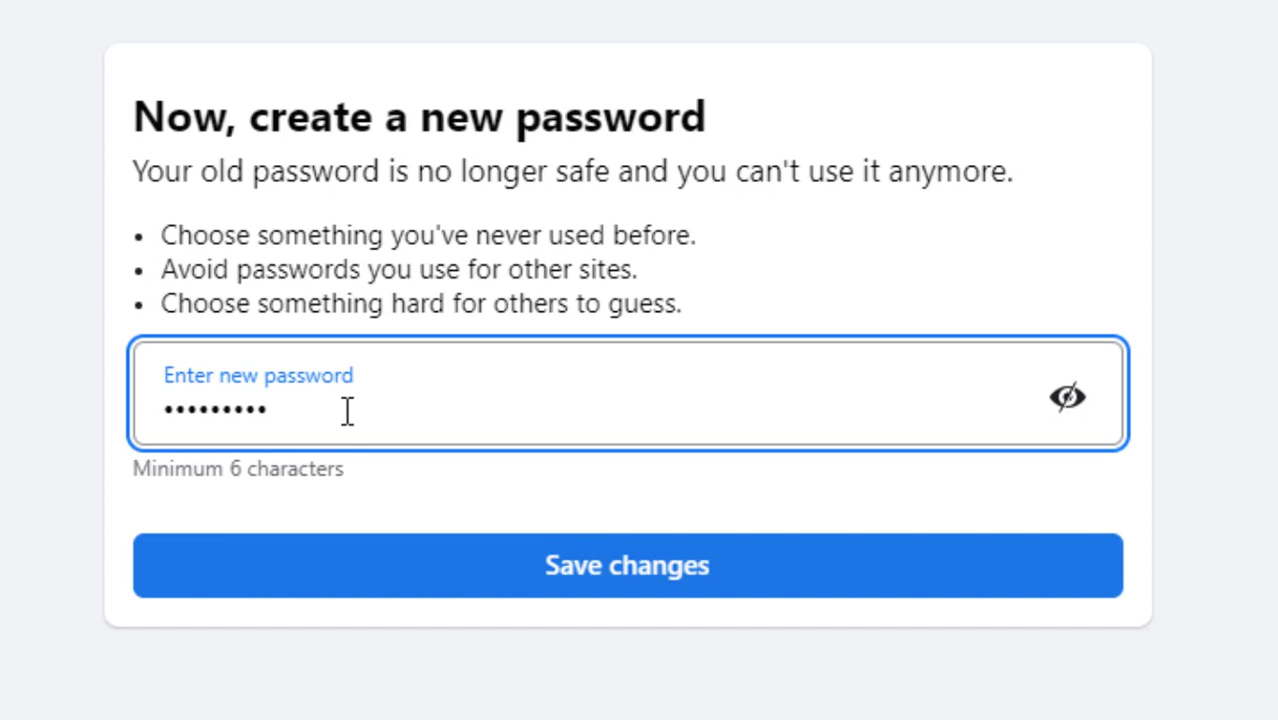 Now, create a new password
Your old password is no longer safe and you can't use it anymore.
• Choose something you've never used before.
• Avoid passwords you use for other sites.
• Choose something hard for others to guess.
Enter new password
•••••••••
Minimum 6 characters
Save changes